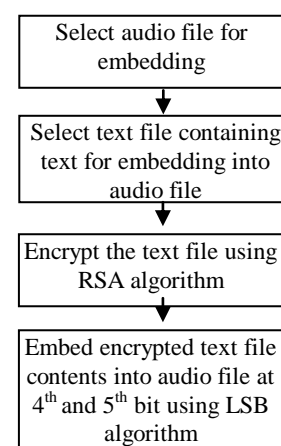 Select audio file for
embedding
Select text file containing
text for embedding into
audio file
Encrypt the text file using
RSA algorithm
Embed encrypted text file
contents into audio file at
4th and 5th bit using LSB
algorithm